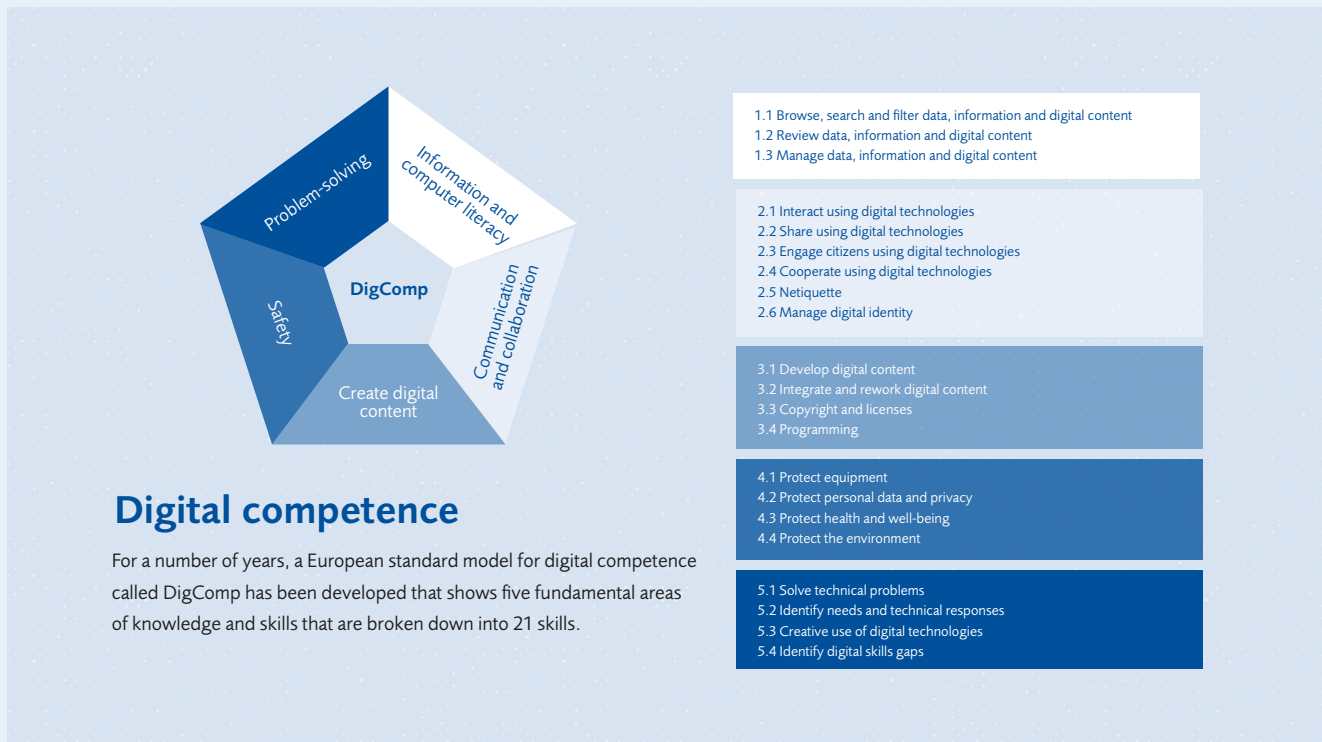 Problem-solving
Information and
computer literacy
DigComp
Communication
and collaboration
Safety
Create digital
content
Digital competence
For a number of years, a European standard model for digital competence
called DigComp has been developed that shows five fundamental areas
of knowledge and skills that are broken down into 21 skills.
1.1 Browse, search and filter data, information and digital content
1.2 Review data, information and digital content
1.3 Manage data, information and digital content
2.1 Interact using digital technologies
2.2 Share using digital technologies
2.3 Engage citizens using digital technologies
2.4 Cooperate using digital technologies
2.5 Netiquette
2.6 Manage digital identity
3.1 Develop digital content
3.2 Integrate and rework digital content
3.3 Copyright and licenses
3.4 Programming
4.1 Protect equipment
4.2 Protect personal data and privacy
4.3 Protect health and well-being
4.4 Protect the environment
5.1 Solve technical problems
5.2 Identify needs and technical responses
5.3 Creative use of digital technologies
5.4 Identify digital skills gaps